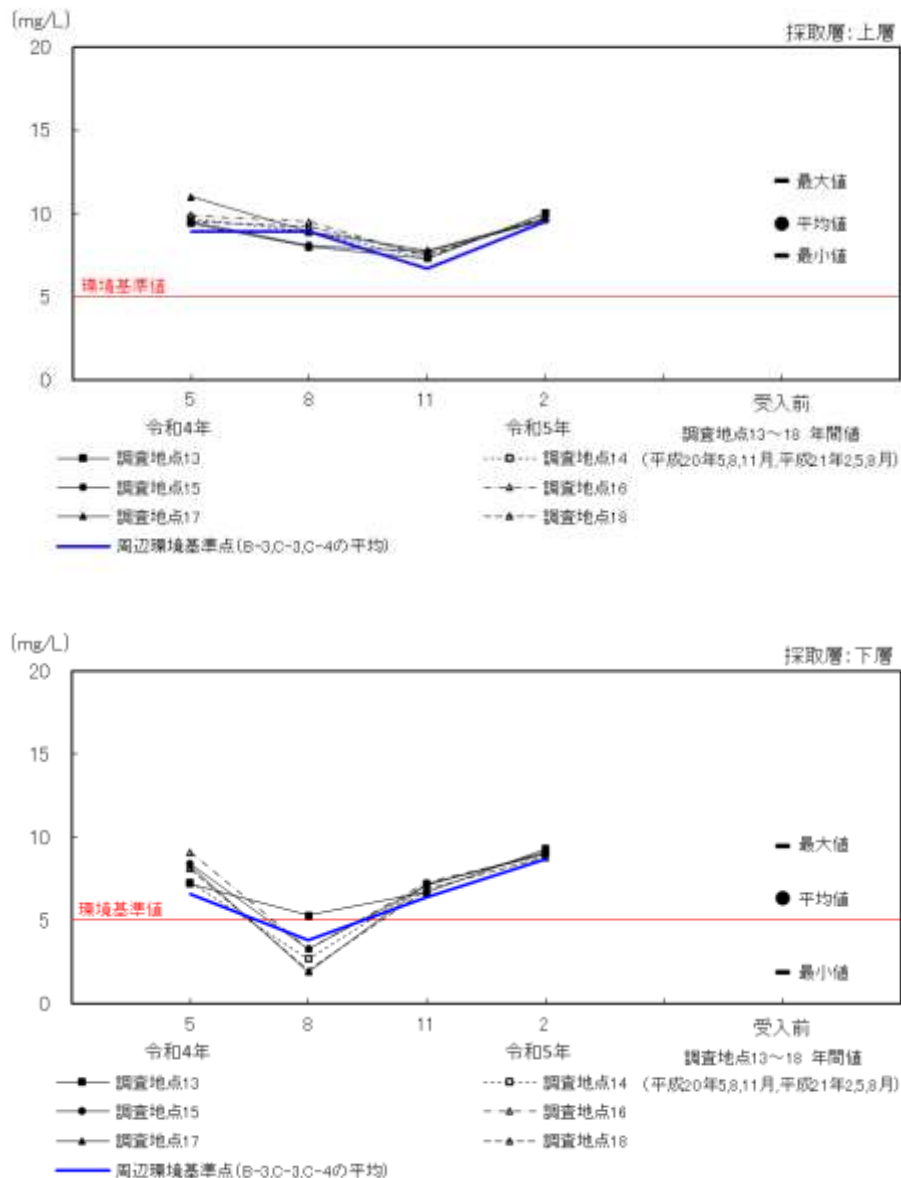 (mg/L)
採取層:上層
20
15
10
5
0
最大値
平均値
最小値
環境基準値
5 8 11 2 受入前
令和4年 令和5年 調査地点13～18 年間値
調査地点13 調査地点14 (平成20年5,8,11月,平成21年2,5,8月)
調査地点15 調査地点16
調査地点17 調査地点18
周辺環境基準点(B-3,C-3,C-4の平均)
(mg/L)
採取層:下層
20
15
10
5
0
最大値
平均値
最小値
環境基準値
5 8 11 2 受入前
令和4年 令和5年 調査地点13～18 年間値
調査地点13 調査地点14 (平成20年5,8,11月,平成21年2,5,8月)
調査地点15 調査地点16
調査地点17 調査地点18
周辺環境基準点(B-3,C-3,C-4の平均)